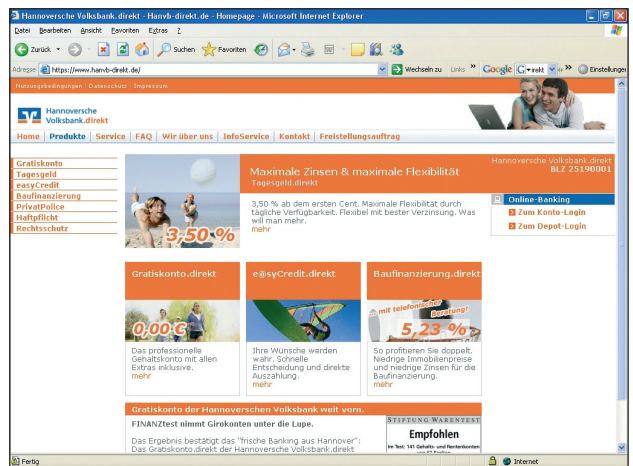 Hannoversche Volksbank.direkt - Hanvb-direkt.de - Homepage - Microsoft Internet Explorer
Datei Bearbeiten Ansicht Favoriten Extras ?
Zurück Suchen Favoriten
Adresse https://www.hanvb-direkt.de/ Wechseln zu Links » Google G irekt » Einstellungen
Nutzungsbedingungen Datenschutz Impressum
Hannoversche
Volksbank.direkt
Home Produkte Service FAQ Wir über uns InfoService Kontakt Freistellungsauftrag
Gratiskonto
Tagesgeld
easyCredit
Baufinanzierung
PrivatPolice
Haftpflicht
Rechtsschutz
3,50 %
Maximale Zinsen & maximale Flexibilität
Tagesgeld.direkt
3,50 % ab dem ersten Cent. Maximale Flexibilität durch
tägliche Verfügbarkeit. Flexibel mit bester Verzinsung. Was
will man mehr.
mehr
Hannoversche Volksbank.direkt
BLZ 25190001
Online-Banking
Zum Konto-Login
Zum Depot-Login
Gratiskonto.direkt
0,00 €
Das professionelle
Gehaltskonto mit allen
Extras inklusive.
mehr
e@syCredit.direkt
Ihre Wünsche werden
wahr. Schnelle
Entscheidung und direkte
Auszahlung.
mehr
Baufinanzierung.direkt
...mit telefonischer
Beratung!
5,23 %
So profitieren Sie doppelt.
Niedrige Immobilienpreise
und niedrige Zinsen für die
Baufinanzierung.
mehr
Gratiskonto der Hannoverschen Volksbank weit vorn.
FINANZtest nimmt Girokonten unter die Lupe.
Das Ergebnis bestätigt das "frische Banking aus Hannover":
Das Gratiskonto.direkt der Hannoversche Volksbank.direkt
STIFTUNG WARENTEST
Empfohlen
Im Test: 141 Gehalts- und Rentenkonten
Fertig Internet